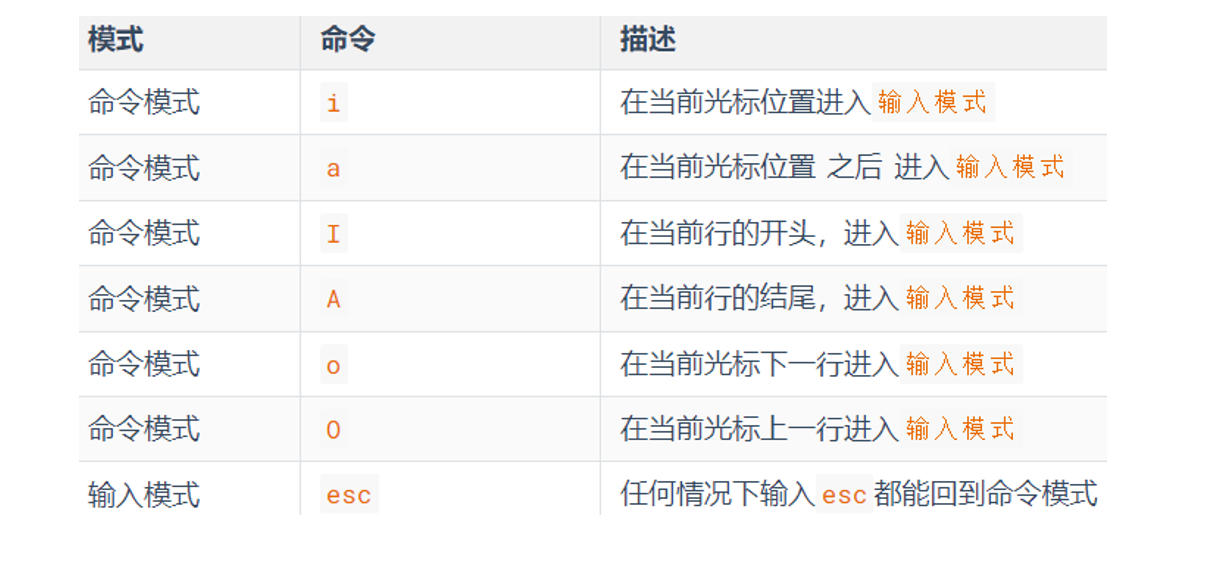 模式 命令 描述
命令模式 i 在当前光标位置进入输入模式
命令模式 a 在当前光标位置 之后 进入输入模式
命令模式 I 在当前行的开头，进入输入模式
命令模式 A 在当前行的结尾，进入输入模式
命令模式 o 在当前光标下一行进入输入模式
命令模式 O 在当前光标上一行进入输入模式
输入模式 esc 任何情况下输入esc都能回到命令模式